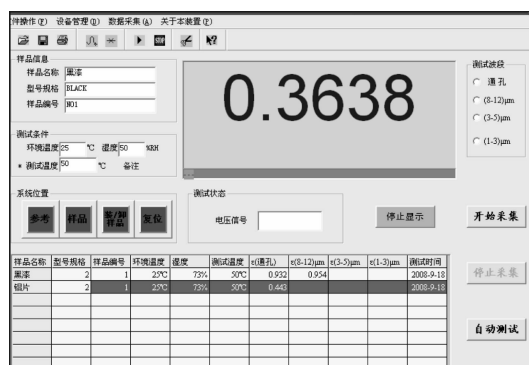 件操作(F) 设备管理(D) 数据采集(A) 关于本装置(P)
STOP
样品信息
样品名称 黑漆
型号规格 BLACK
样品编号 NO1
0.3638
测试波段
通孔
(8-12)μm
(3-5)μm
(1-3)μm
测试条件
环境温度 25 ℃ 湿度 50 %RH
* 测试温度 50 ℃ 备注
系统位置
参考 样品 装/卸样品 复位
测试状态
电压信号
停止显示
开始采集
停止采集
自动测试
样品名称 型号规格 样品编号 环境温度 湿度 测试温度 ε(通孔) ε(8-12)μm ε(3-5)μm ε(1-3)μm 测试时间
黑漆 2 1 25℃ 73% 50℃ 0.932 0.954 2008-9-18
铝片 2 1 25℃ 73% 50℃ 0.443 2008-9-18